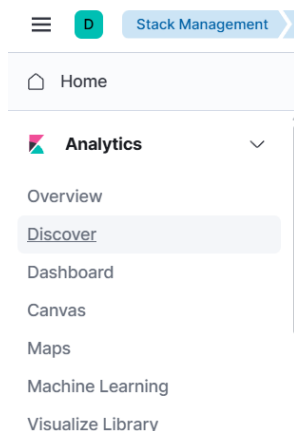 D Stack Management
Home
Analytics
Overview
Discover
Dashboard
Canvas
Maps
Machine Learning
Visualize Library